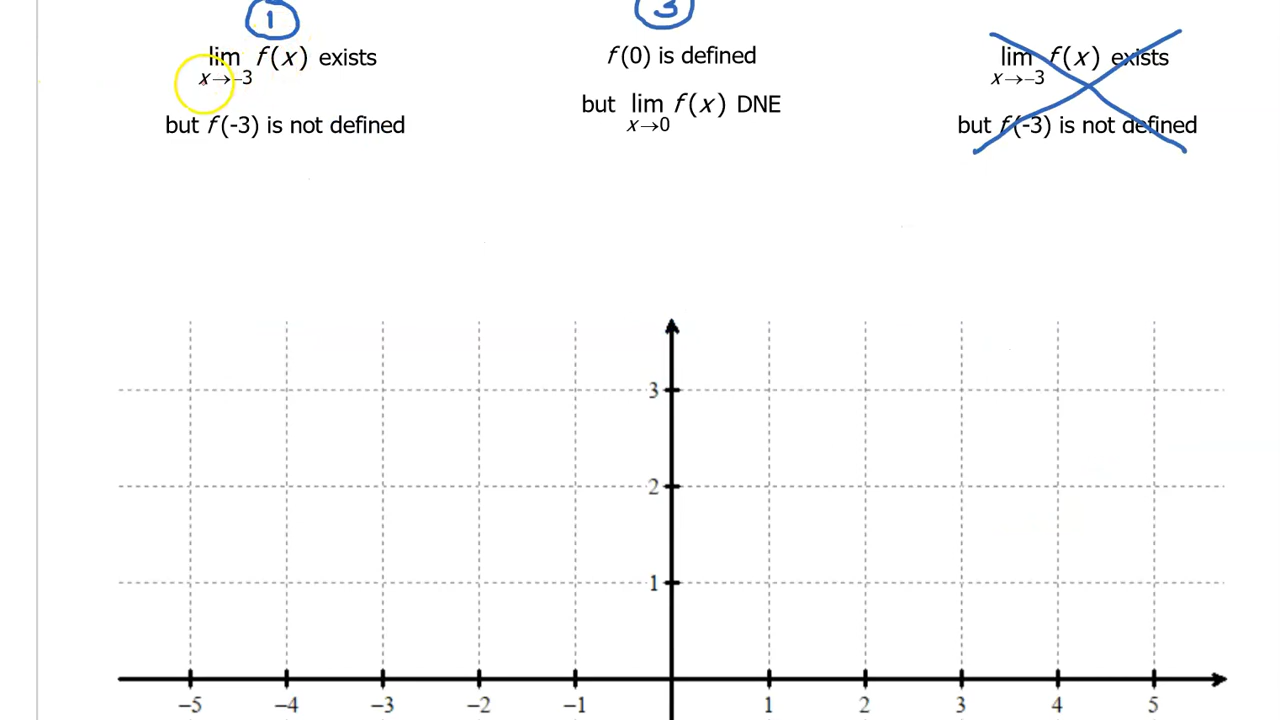 1
lim f(x) exists
x→−3
but f(-3) is not defined
3
f(0) is defined
but lim f(x) DNE
x→0
lim f(x) exists
x→−3
but f(-3) is not defined
3
2
1
−5 −4 −3 −2 −1 1 2 3 4 5